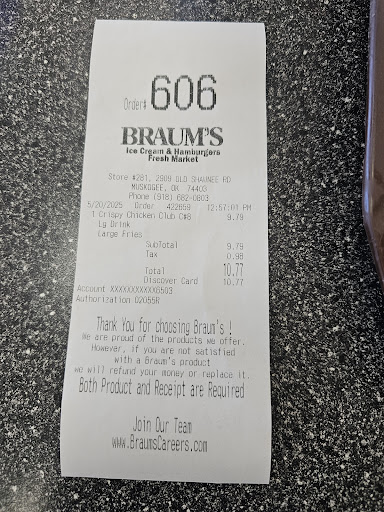 Order# 606
BRAUM'S
Ice Cream & Hamburgers
Fresh Market
Store #281, 2909 OLD SHAWNEE RD
MUSKOGEE, OK 74403
Phone (918) 682-0803
5/20/2025 Order 422659 12:57:01 PM
1 Crispy Chicken Club C#8 9.79
Lg Drink
Large Fries
SubTotal 9.79
Tax 0.98
Total 10.77
Discover Card 10.77
Account XXXXXXXXXXXX6503
Authorization 02055R
Thank You for choosing Braum's !
We are proud of the products we offer.
However, if you are not satisfied
with a Braum's product
we will refund your money or replace it.
Both Product and Receipt are Required
Join Our Team
www.BraumsCareers.com